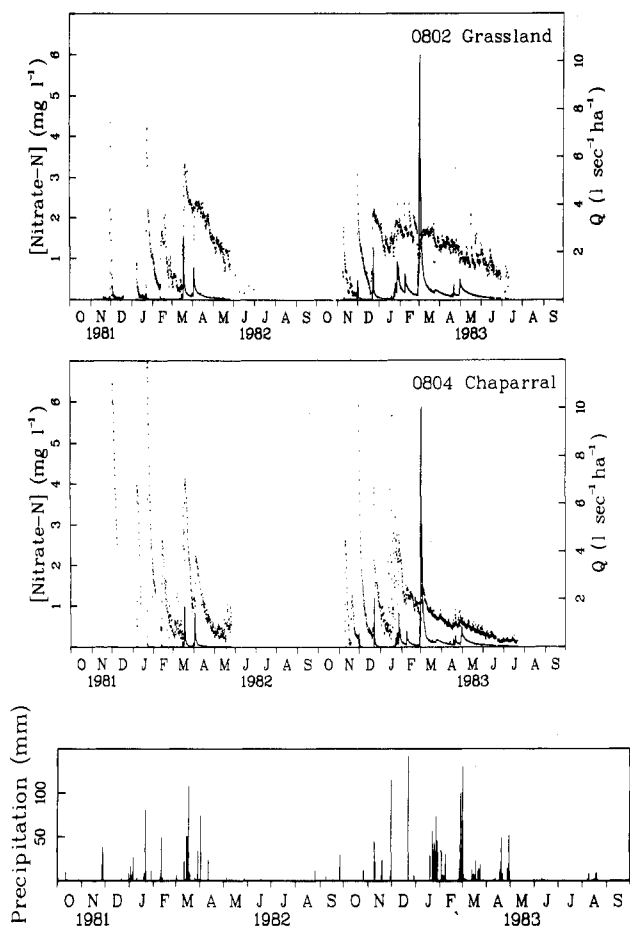 0802 Grassland
[Nitrate-N] (mg l⁻¹)
6
5
4
3
2
1
Q (l sec⁻¹ha⁻¹)
10
8
6
4
2
O N D J F M A M J J A S O N D J F M A M J J A S
1981 1982 1983
0804 Chaparral
[Nitrate-N] (mg l⁻¹)
6
5
4
3
2
1
Q (l sec⁻¹ha⁻¹)
10
8
6
4
2
O N D J F M A M J J A S O N D J F M A M J J A S
1981 1982 1983
Precipitation (mm)
100
50
O N D J F M A M J J A S O N D J F M A M J J A S
1981 1982 1983